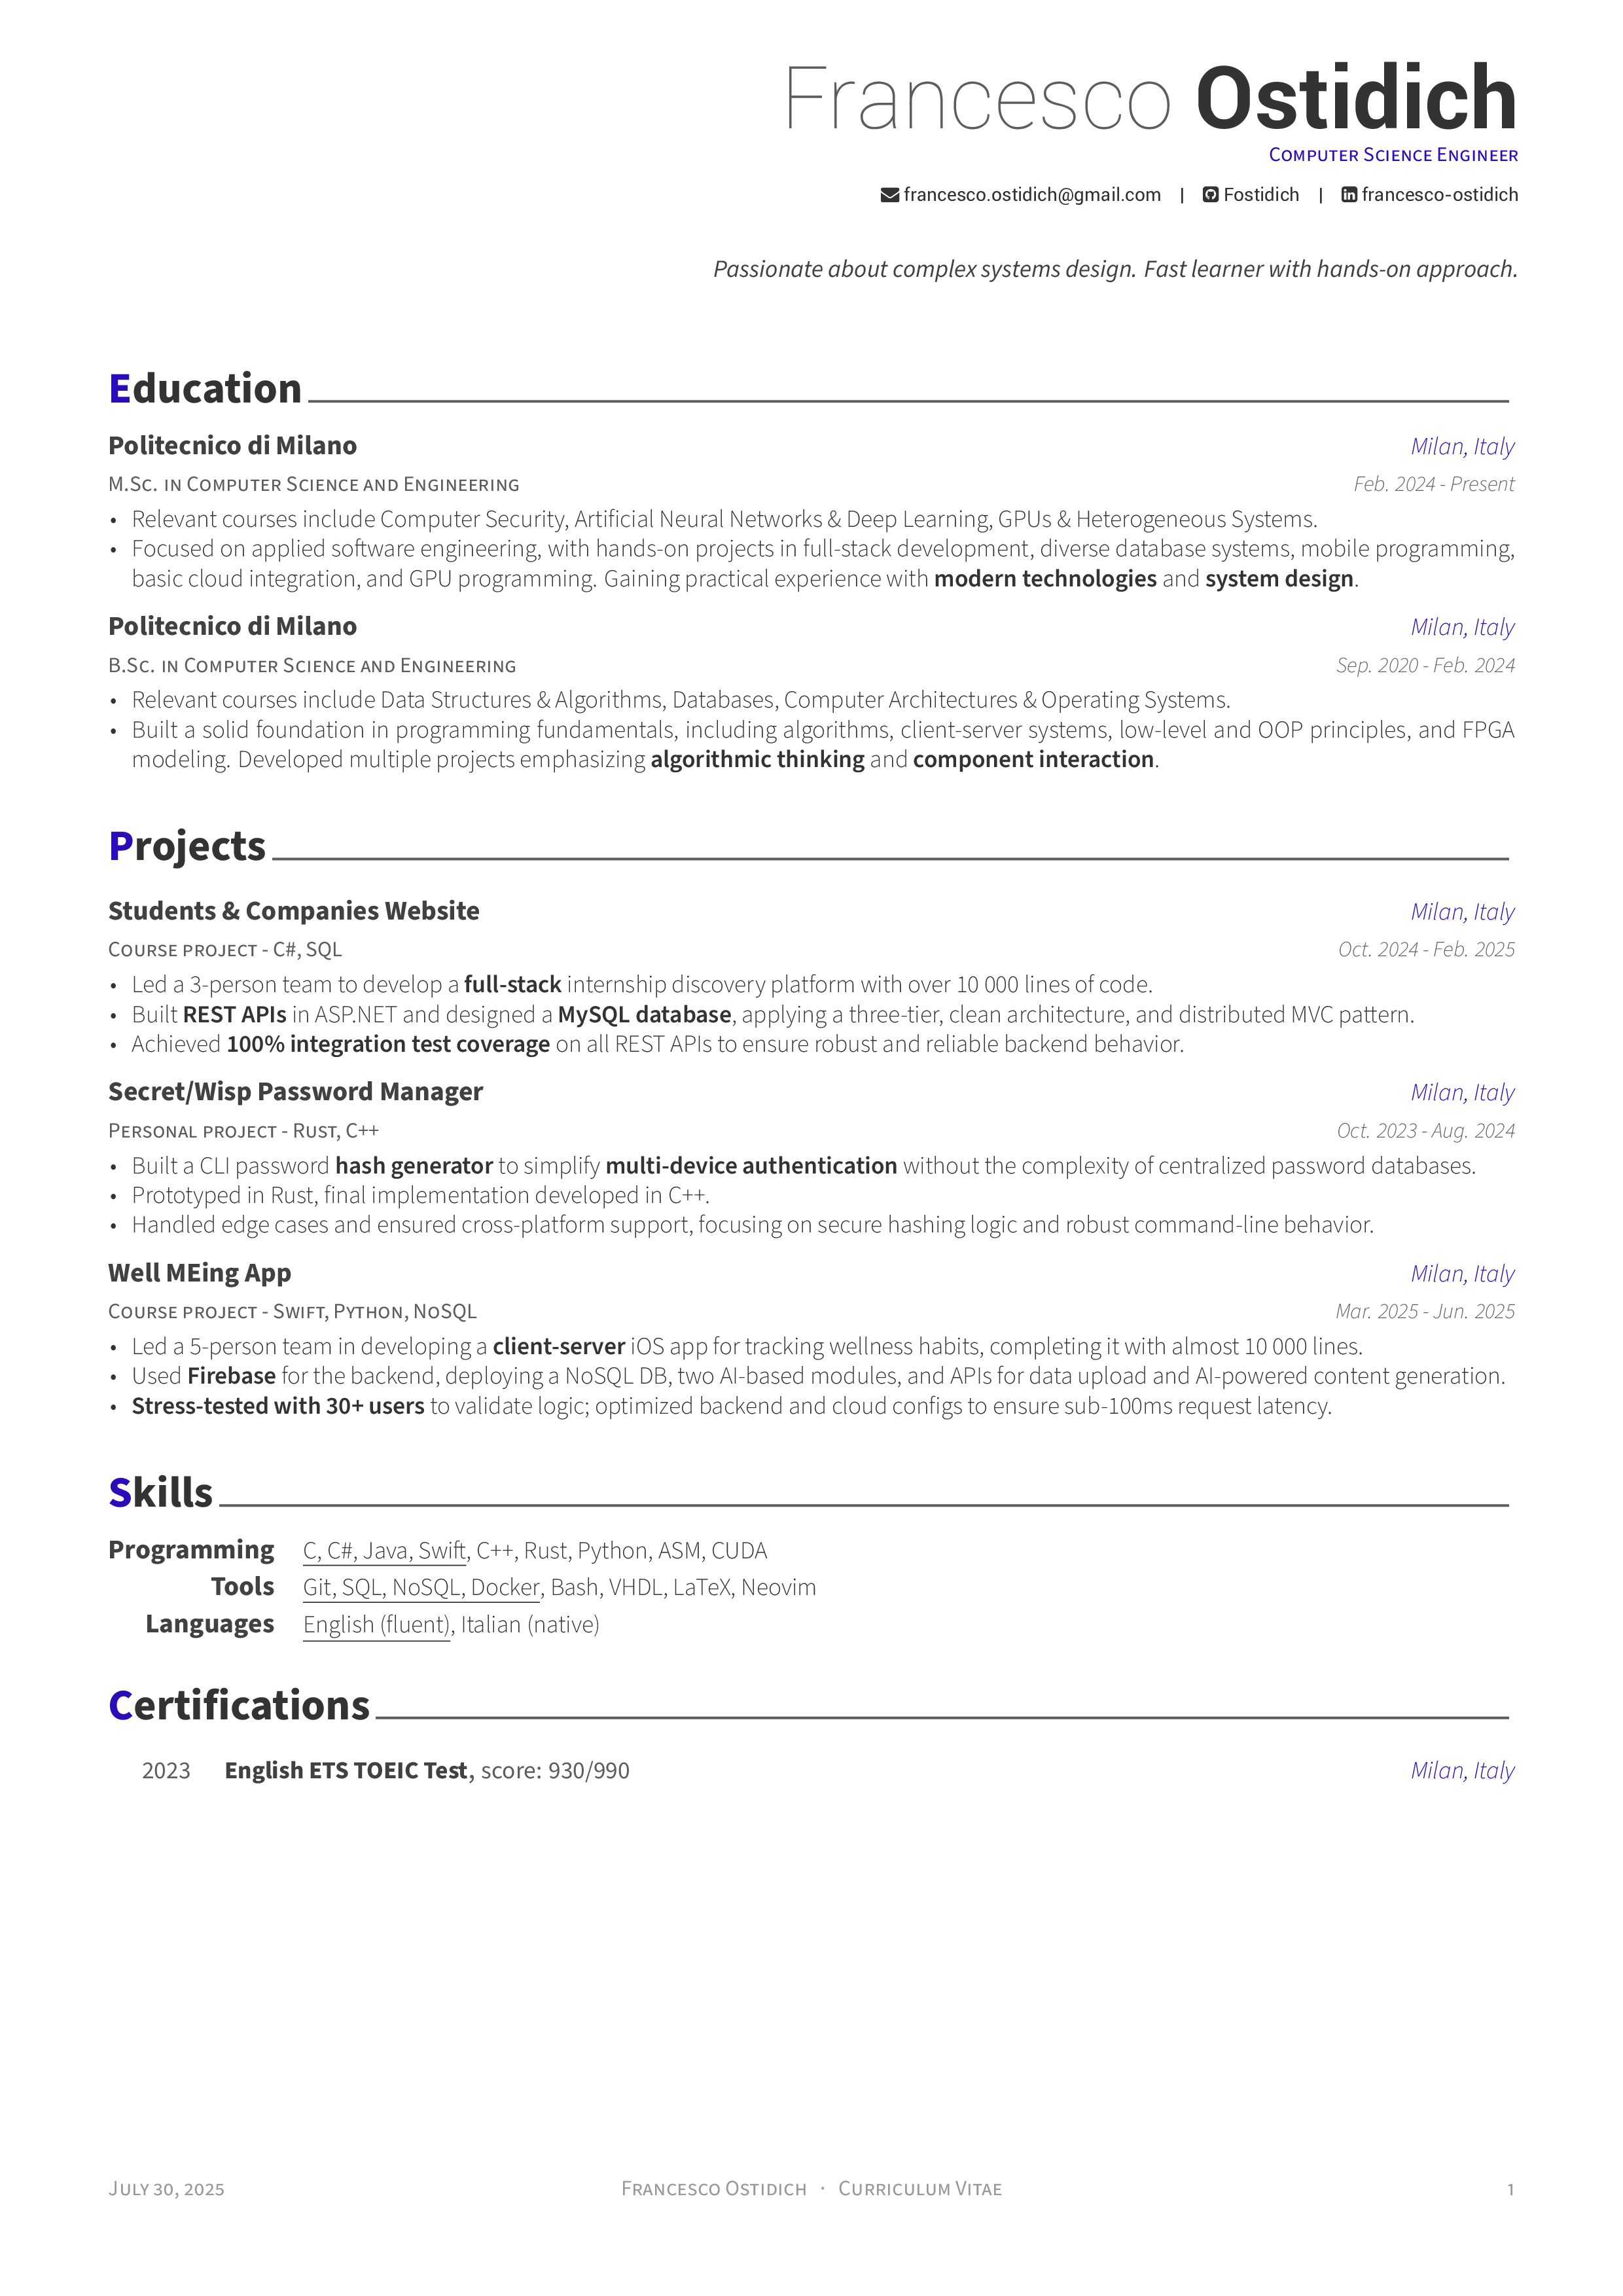 Francesco Ostidich
Computer Science Engineer
francesco.ostidich@gmail.com | Fostidich | francesco-ostidich
Passionate about complex systems design. Fast learner with hands-on approach.
Education
Politecnico di Milano Milan, Italy
M.Sc. in Computer Science and Engineering Feb. 2024 - Present
• Relevant courses include Computer Security, Artificial Neural Networks & Deep Learning, GPUs & Heterogeneous Systems.
• Focused on applied software engineering, with hands-on projects in full-stack development, diverse database systems, mobile programming,
basic cloud integration, and GPU programming. Gaining practical experience with modern technologies and system design.
Politecnico di Milano Milan, Italy
B.Sc. in Computer Science and Engineering Sep. 2020 - Feb. 2024
• Relevant courses include Data Structures & Algorithms, Databases, Computer Architectures & Operating Systems.
• Built a solid foundation in programming fundamentals, including algorithms, client-server systems, low-level and OOP principles, and FPGA
modeling. Developed multiple projects emphasizing algorithmic thinking and component interaction.
Projects
Students & Companies Website Milan, Italy
Course project - C#, SQL Oct. 2024 - Feb. 2025
• Led a 3-person team to develop a full-stack internship discovery platform with over 10 000 lines of code.
• Built REST APIs in ASP.NET and designed a MySQL database, applying a three-tier, clean architecture, and distributed MVC pattern.
• Achieved 100% integration test coverage on all REST APIs to ensure robust and reliable backend behavior.
Secret/Wisp Password Manager Milan, Italy
Personal project - Rust, C++ Oct. 2023 - Aug. 2024
• Built a CLI password hash generator to simplify multi-device authentication without the complexity of centralized password databases.
• Prototyped in Rust, final implementation developed in C++.
• Handled edge cases and ensured cross-platform support, focusing on secure hashing logic and robust command-line behavior.
Well MEing App Milan, Italy
Course project - Swift, Python, NoSQL Mar. 2025 - Jun. 2025
• Led a 5-person team in developing a client-server iOS app for tracking wellness habits, completing it with almost 10 000 lines.
• Used Firebase for the backend, deploying a NoSQL DB, two AI-based modules, and APIs for data upload and AI-powered content generation.
• Stress-tested with 30+ users to validate logic; optimized backend and cloud configs to ensure sub-100ms request latency.
Skills
Programming C, C#, Java, Swift, C++, Rust, Python, ASM, CUDA
Tools Git, SQL, NoSQL, Docker, Bash, VHDL, LaTeX, Neovim
Languages English (fluent), Italian (native)
Certifications
2023 English ETS TOEIC Test, score: 930/990 Milan, Italy
July 30, 2025 Francesco Ostidich · Curriculum Vitae 1